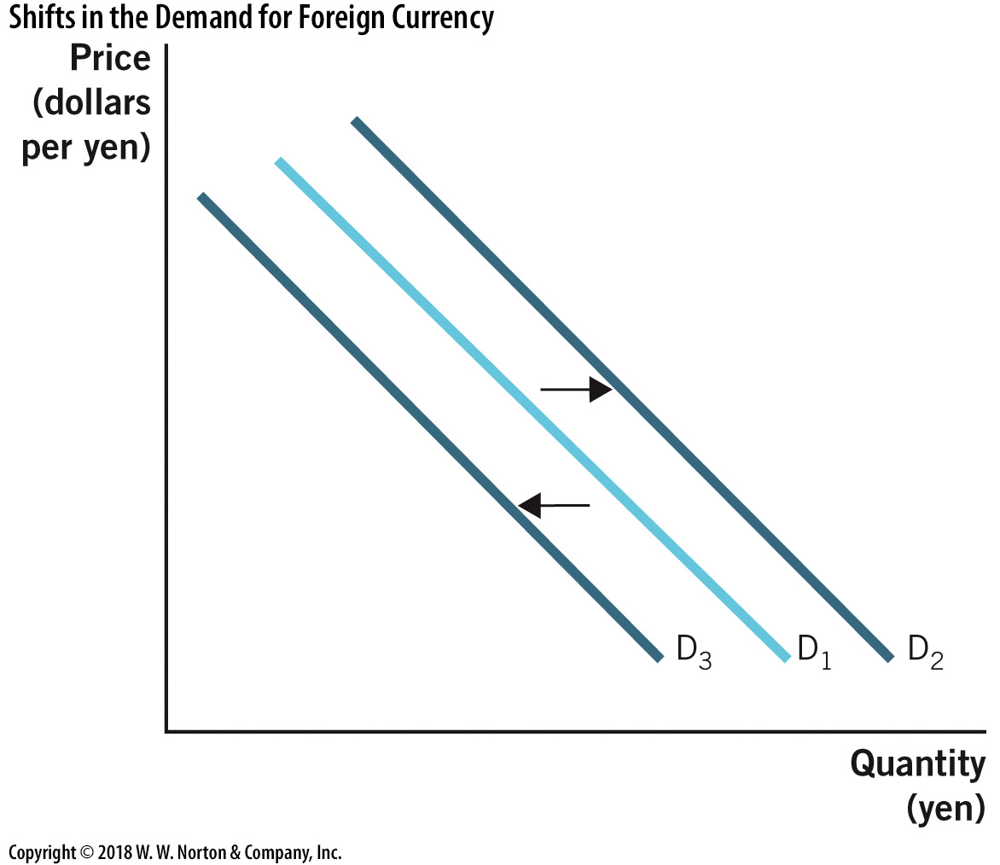 Shifts in the Demand for Foreign Currency
Price
(dollars
per yen)
D3
D1
D2
Quantity
(yen)
Copyright © 2018 W. W. Norton & Company, Inc.